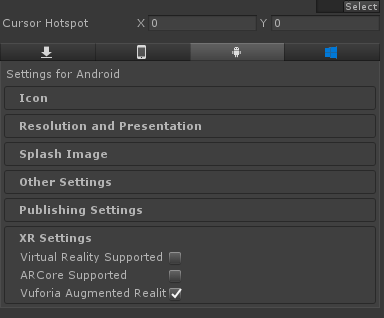 Select
Cursor Hotspot X 0 Y 0
Settings for Android
Icon
Resolution and Presentation
Splash Image
Other Settings
Publishing Settings
XR Settings
Virtual Reality Supported
ARCore Supported
Vuforia Augmented Realit